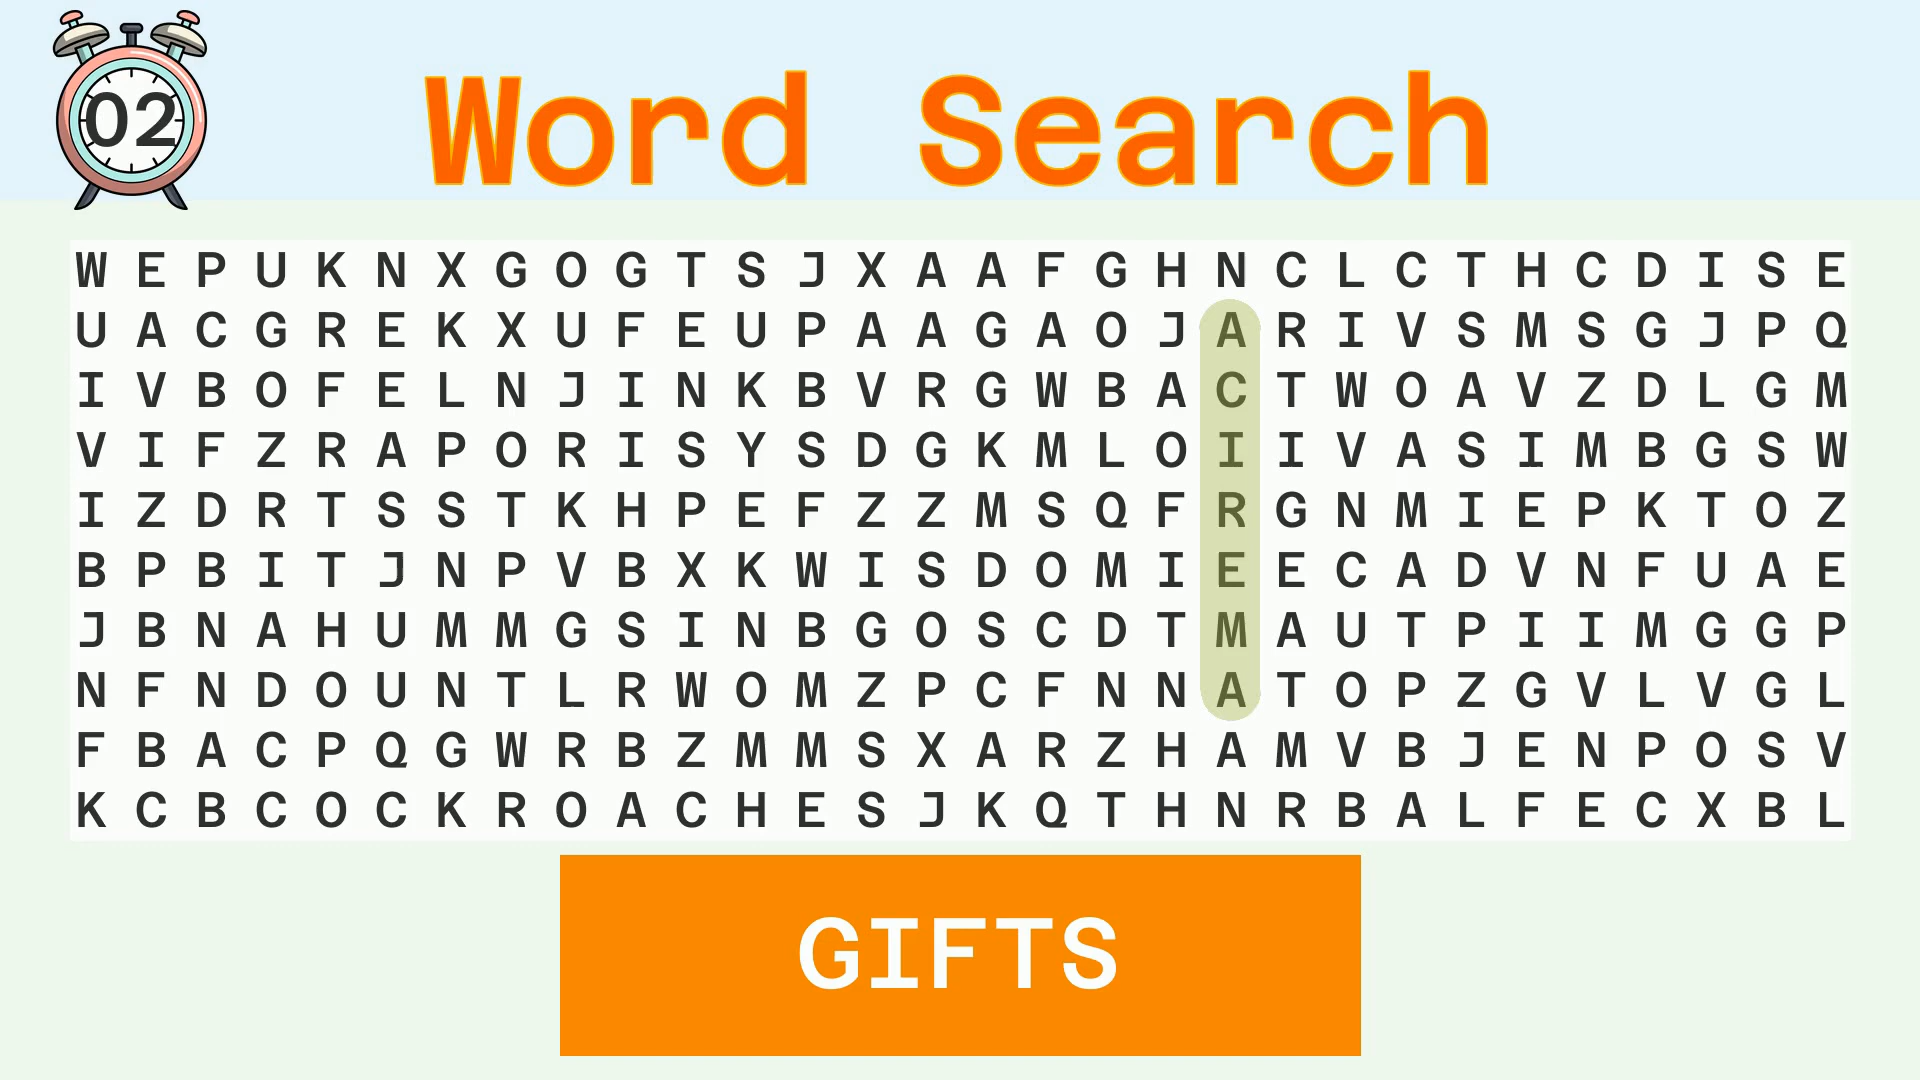 02
Word Search
W E P U K N X G O G T S J X A A F G H N C L C T H C D I S E
U A C G R E K X U F E U P A A G A O J A R I V S M S G J P Q
I V B O F E L N J I N K B V R G W B A C T W O A V Z D L G M
V I F Z R A P O R I S Y S D G K M L O I I V A S I M B G S W
I Z D R T S S T K H P E F Z Z M S Q F R G N M I E P K T O Z
B P B I T J N P V B X K W I S D O M I E E C A D V N F U A E
J B N A H U M M G S I N B G O S C D T M A U T P I I M G G P
N F N D O U N T L R W O M Z P C F N N A T O P Z G V L V G L
F B A C P Q G W R B Z M M S X A R Z H A M V B J E N P O S V
K C B C O C K R O A C H E S J K Q T H N R B A L F E C X B L
GIFTS